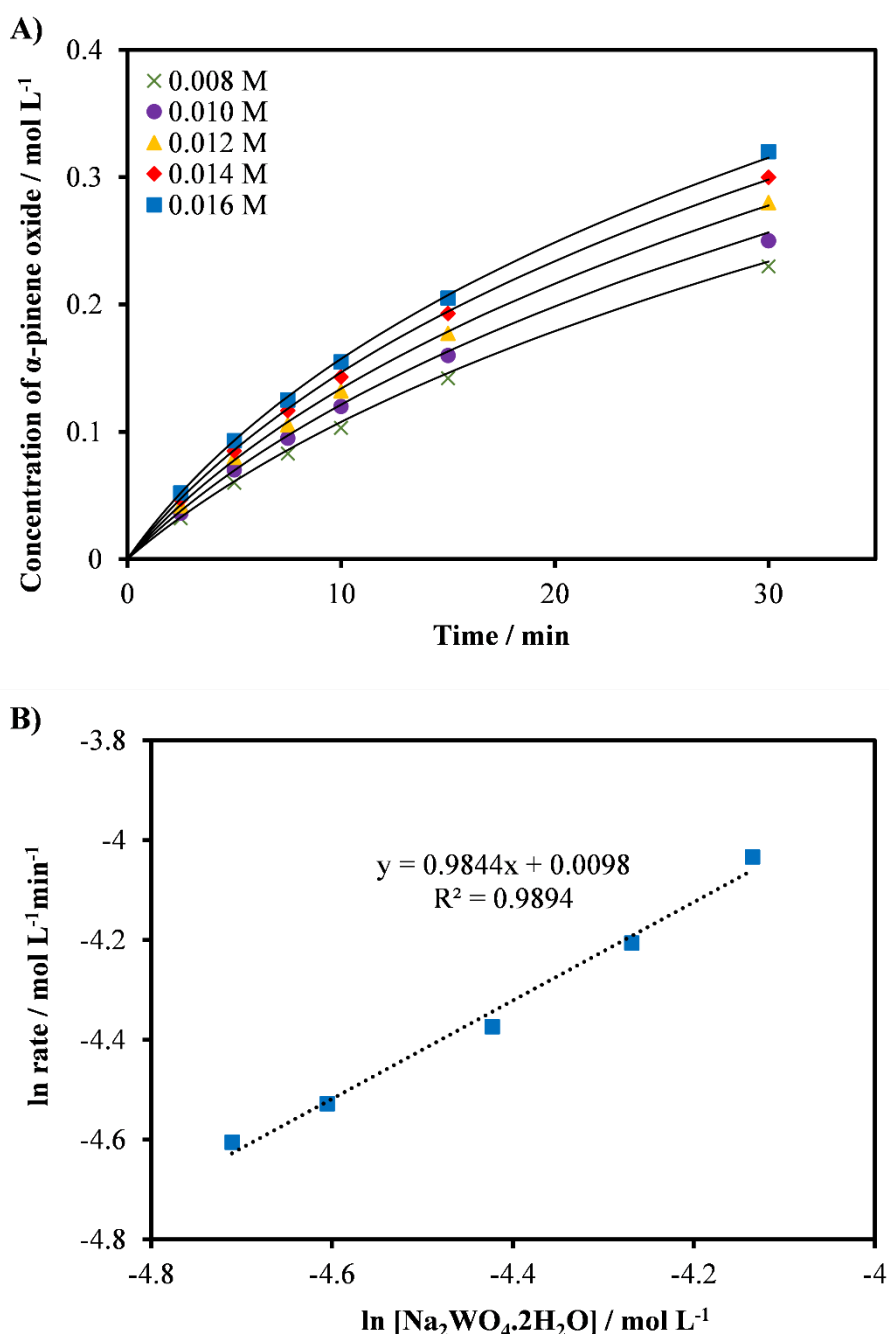 A)
0.4
0.008 M
0.010 M
0.012 M
0.014 M
0.016 M
0.3
0.2
0.1
0
0 10 20 30
Concentration of α-pinene oxide / mol L⁻¹
Time / min
B)
-3.8
-4
-4.2
-4.4
-4.6
-4.8
y = 0.9844x + 0.0098
R² = 0.9894
-4.8 -4.6 -4.4 -4.2 -4
ln rate / mol L⁻¹min⁻¹
ln [Na₂WO₄.2H₂O] / mol L⁻¹